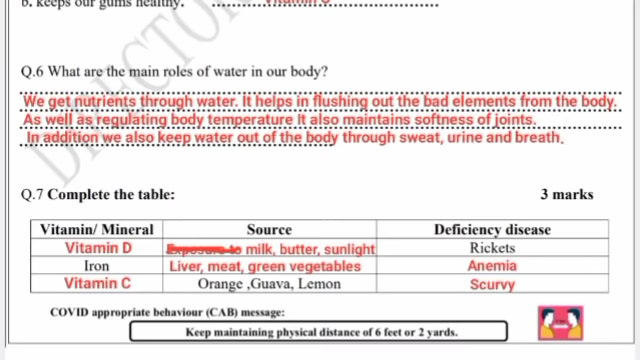 b. keeps our gums healthy.
Q.6 What are the main roles of water in our body?
We get nutrients through water. It helps in flushing out the bad elements from the body.
As well as regulating body temperature It also maintains softness of joints.
In addition we also keep water out of the body through sweat, urine and breath.
Q.7 Complete the table: 3 marks
Vitamin/ Mineral Source Deficiency disease
Vitamin D Exposure to milk, butter, sunlight Rickets
Iron Liver, meat, green vegetables Anemia
Vitamin C Orange ,Guava, Lemon Scurvy
COVID appropriate behaviour (CAB) message:
Keep maintaining physical distance of 6 feet or 2 yards.